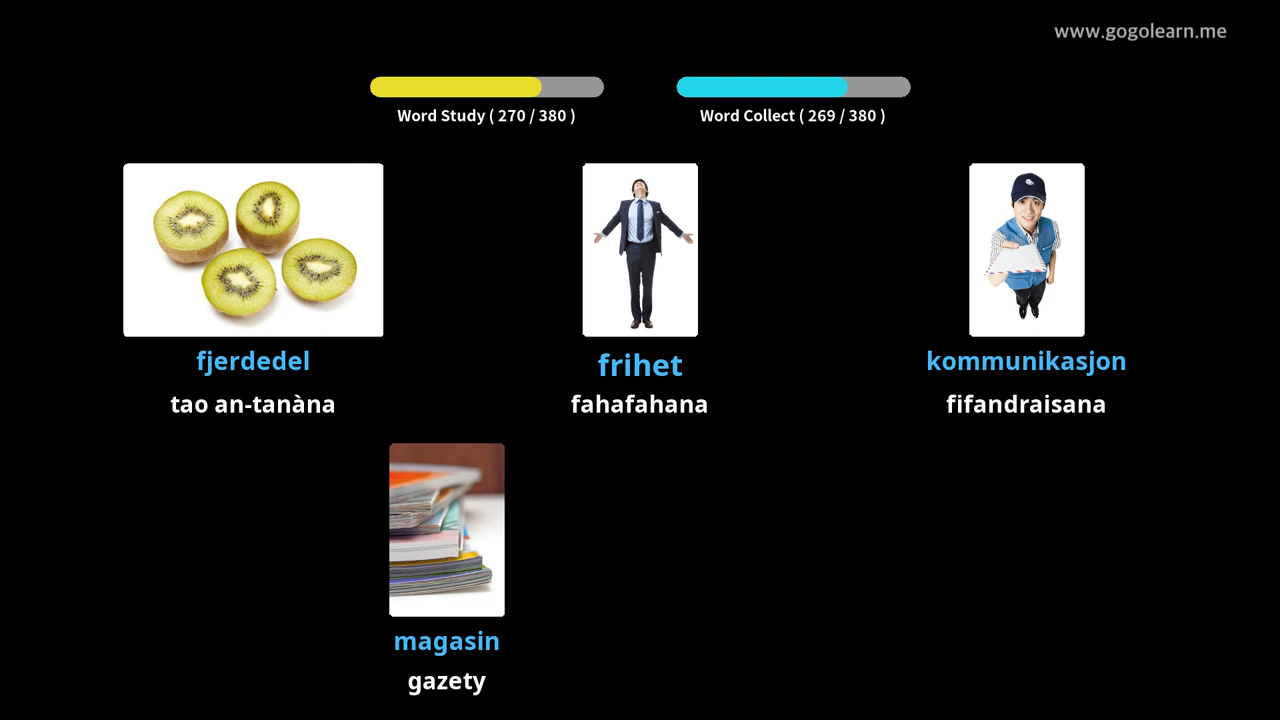 www.gogolearn.me
Word Study ( 270 / 380 )
Word Collect ( 269 / 380 )
fjerdedel
tao an-tanàna
frihet
fahafahana
kommunikasjon
fifandraisana
magasin
gazety